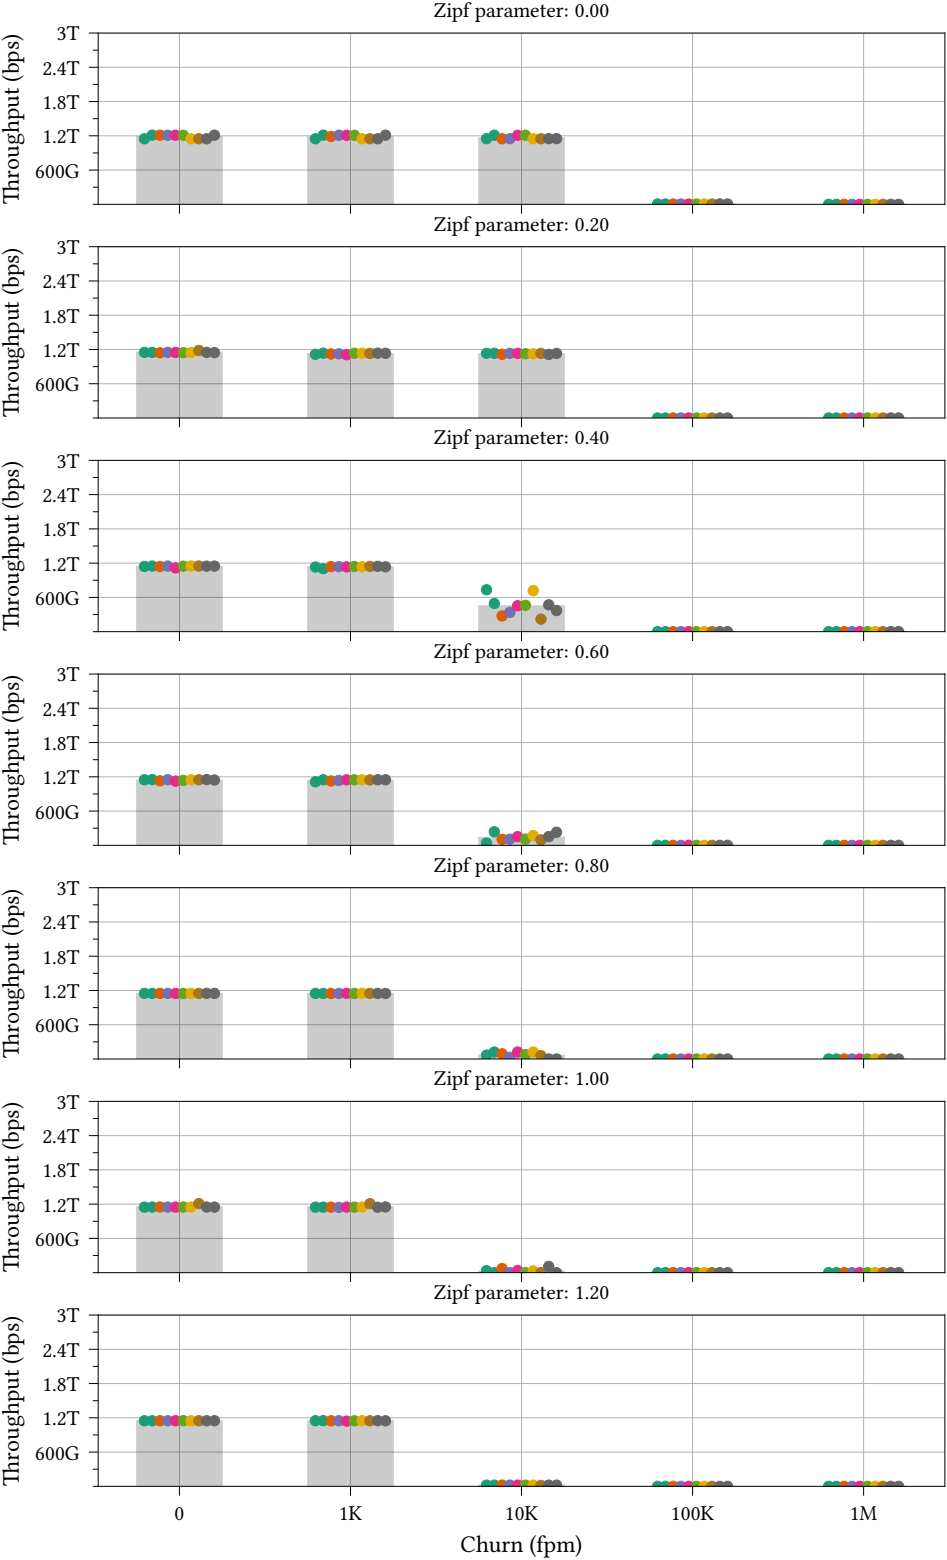 Zipf parameter: 0.00
3T
2.4T
1.8T
1.2T
600G
Throughput (bps)
Zipf parameter: 0.20
3T
2.4T
1.8T
1.2T
600G
Throughput (bps)
Zipf parameter: 0.40
3T
2.4T
1.8T
1.2T
600G
Throughput (bps)
Zipf parameter: 0.60
3T
2.4T
1.8T
1.2T
600G
Throughput (bps)
Zipf parameter: 0.80
3T
2.4T
1.8T
1.2T
600G
Throughput (bps)
Zipf parameter: 1.00
3T
2.4T
1.8T
1.2T
600G
Throughput (bps)
Zipf parameter: 1.20
3T
2.4T
1.8T
1.2T
600G
Throughput (bps)
0 1K 10K 100K 1M
Churn (fpm)